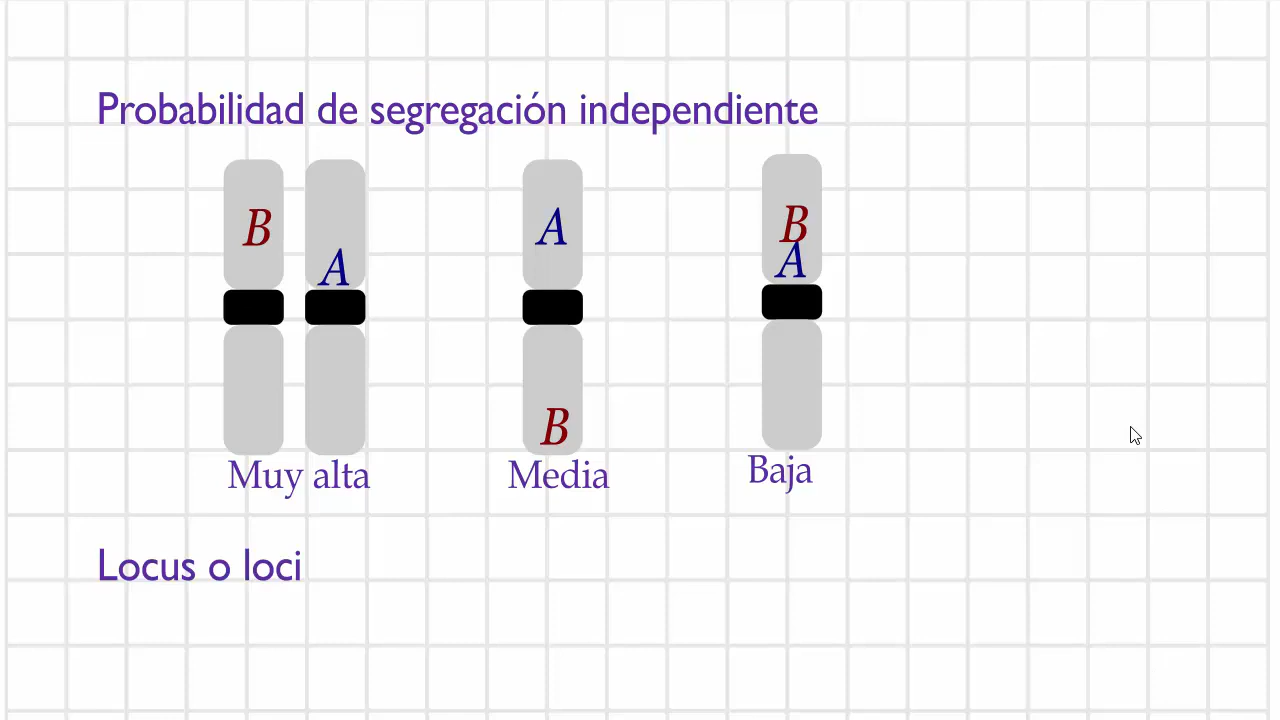 Probabilidad de segregación independiente
B
A
A
B
B
A
Muy alta
Media
Baja
Locus o loci